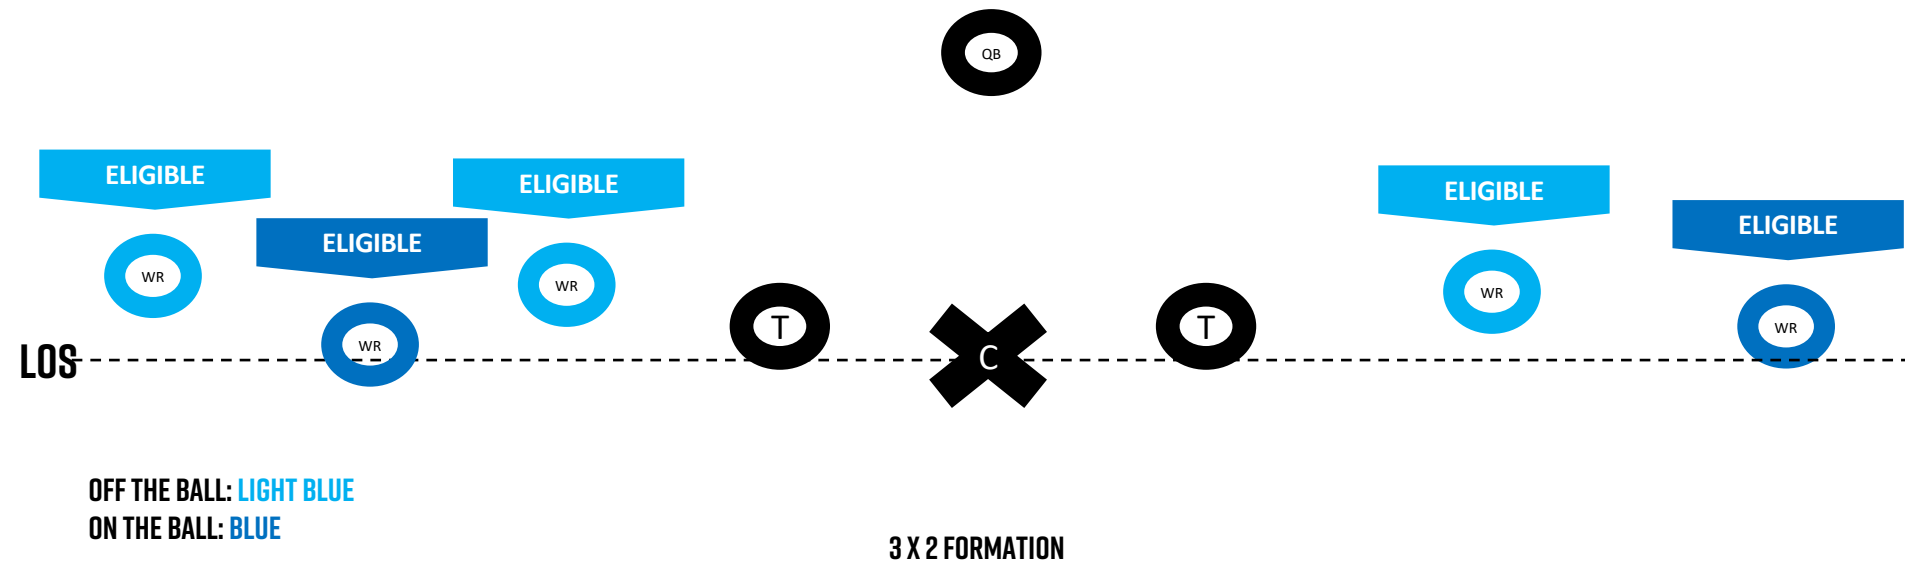 QB
ELIGIBLE
ELIGIBLE
ELIGIBLE
ELIGIBLE
ELIGIBLE
WR
WR
WR
WR
WR
T
T
C
LOS
OFF THE BALL: LIGHT BLUE
ON THE BALL: BLUE
3 X 2 FORMATION